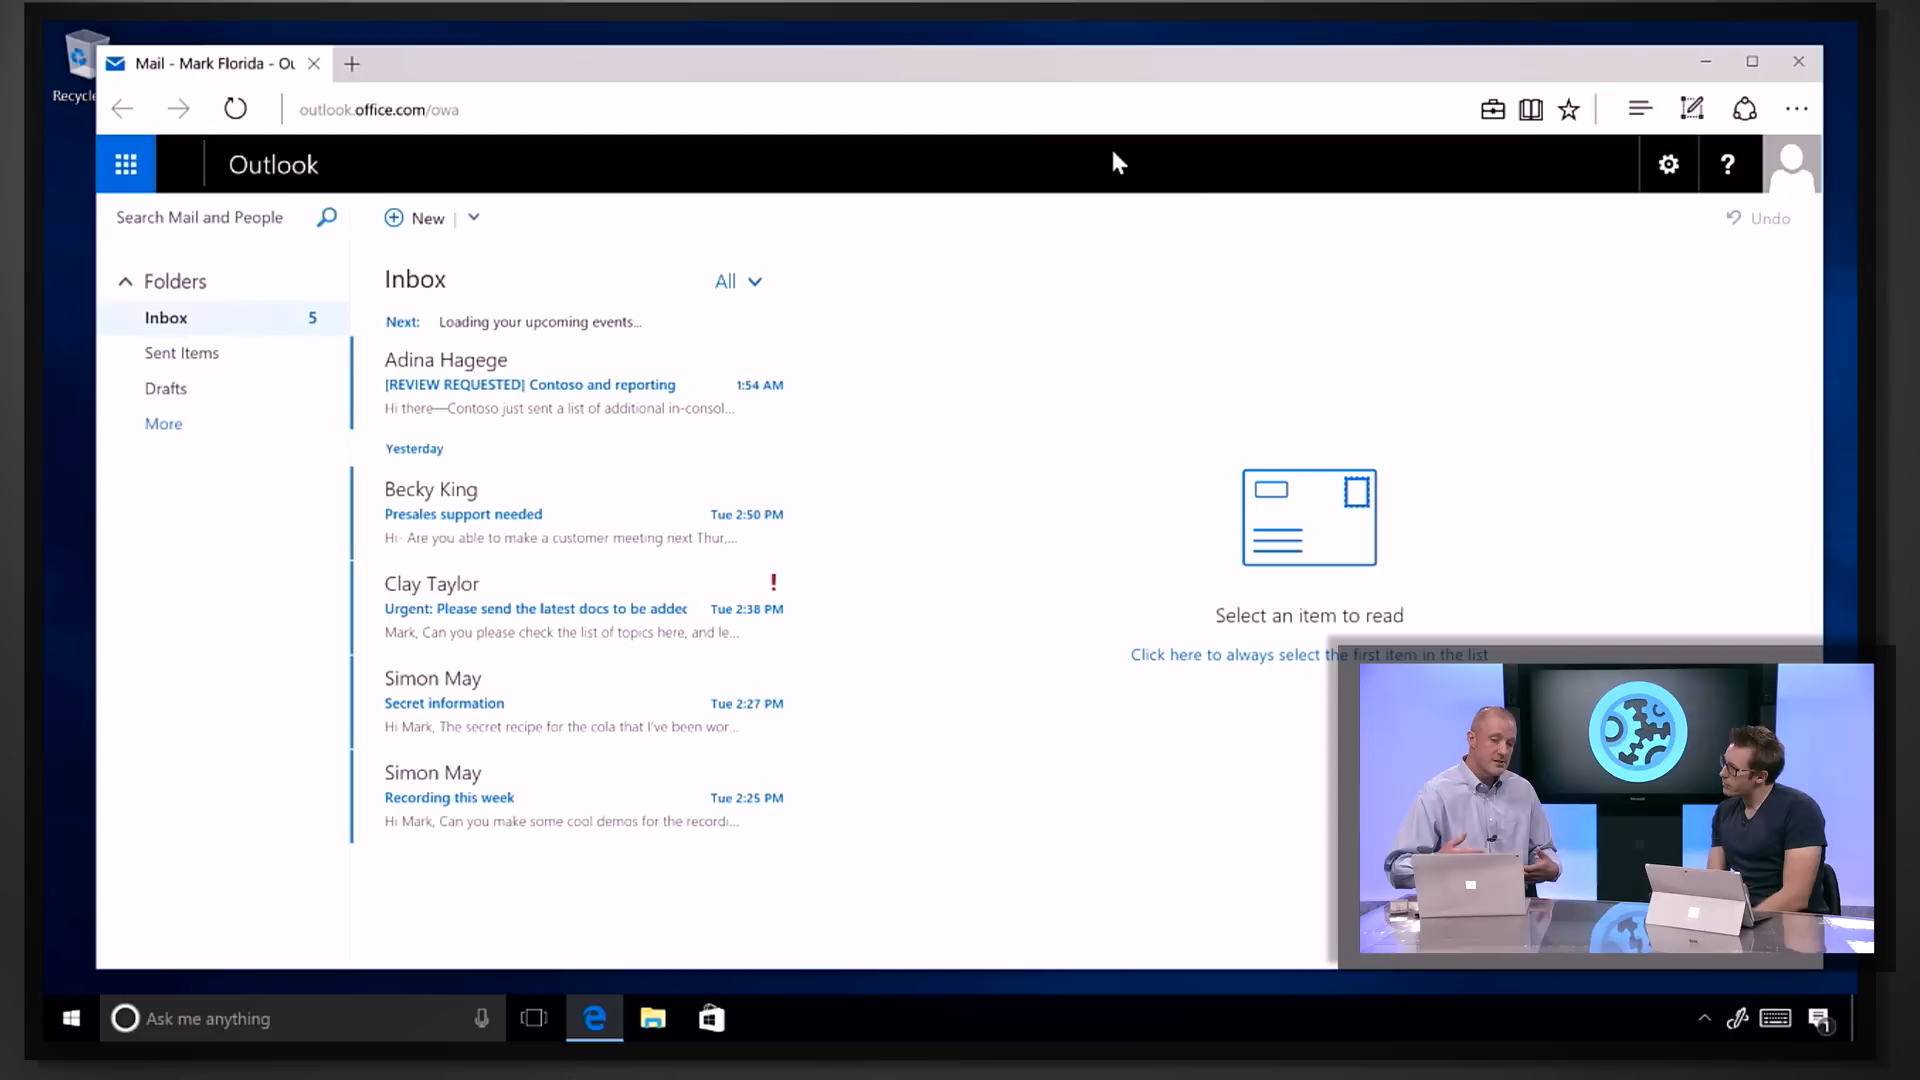 Recycle
Mail - Mark Florida - Ou
outlook.office.com/owa
Outlook
?
Search Mail and People
New
Undo
Folders
Inbox 5
Sent Items
Drafts
More
Inbox
All
Next: Loading your upcoming events...
Adina Hagege
[REVIEW REQUESTED] Contoso and reporting 1:54 AM
Hi there—Contoso just sent a list of additional in-consol...
Yesterday
Becky King
Presales support needed Tue 2:50 PM
Hi- Are you able to make a customer meeting next Thur,...
Clay Taylor !
Urgent: Please send the latest docs to be added Tue 2:38 PM
Mark, Can you please check the list of topics here, and le...
Simon May
Secret information Tue 2:27 PM
Hi Mark, The secret recipe for the cola that I've been wor...
Simon May
Recording this week Tue 2:25 PM
Hi Mark, Can you make some cool demos for the recordi...
Select an item to read
Click here to always select the first item in the list
Ask me anything
1